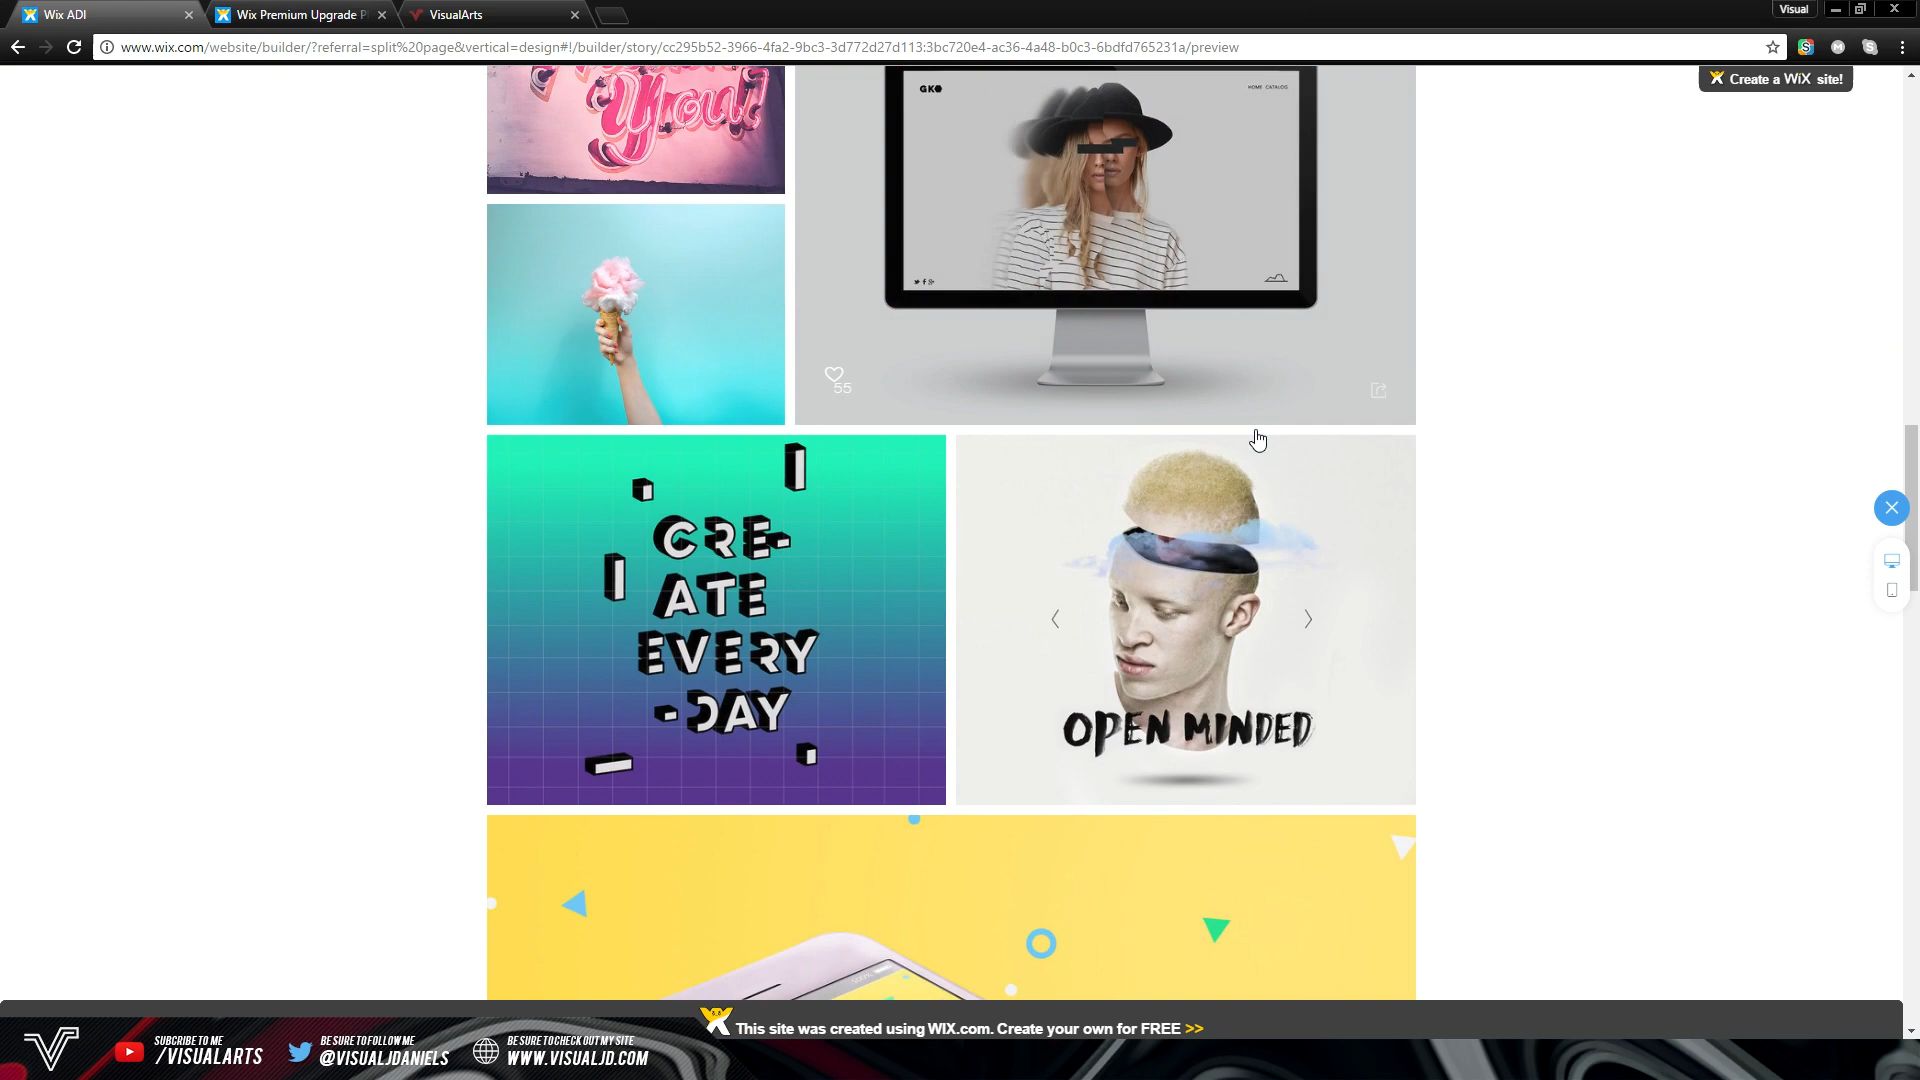 Wix ADI
Wix Premium Upgrade P
VisualArts
Visual
www.wix.com/website/builder/?referral=split%20page&vertical=design#!/builder/story/cc295b52-3966-4fa2-9bc3-3d772d27d113:3bc720e4-ac36-4a48-b0c3-6bdfd765231a/preview
Create a WiX site!
you!
GKO
HOME CATALOG
55
CRE-
ATE
EVERY
-DAY
OPEN MINDED
This site was created using WIX.com. Create your own for FREE >>
SUBCRIBE TO ME
/VISUALARTS
BE SURE TO FOLLOW ME
@VISUALJDANIELS
BE SURE TO CHECK OUT MY SITE
WWW.VISUALJD.COM